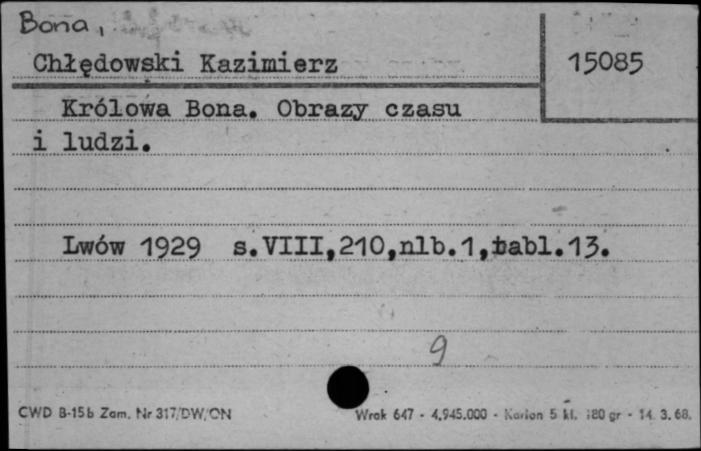 Bona,
Chłędowski Kazimierz
15085
Królowa Bona. Obrazy czasu
i ludzi.
Lwów 1929 s.VIII,210,nlb.1,tabl.13.
9
CWD B-15b Zam. Nr 317/DW/ON
Wrok 647 - 4.945.000 - Karton 5 kl. 180 gr - 14. 3. 68.